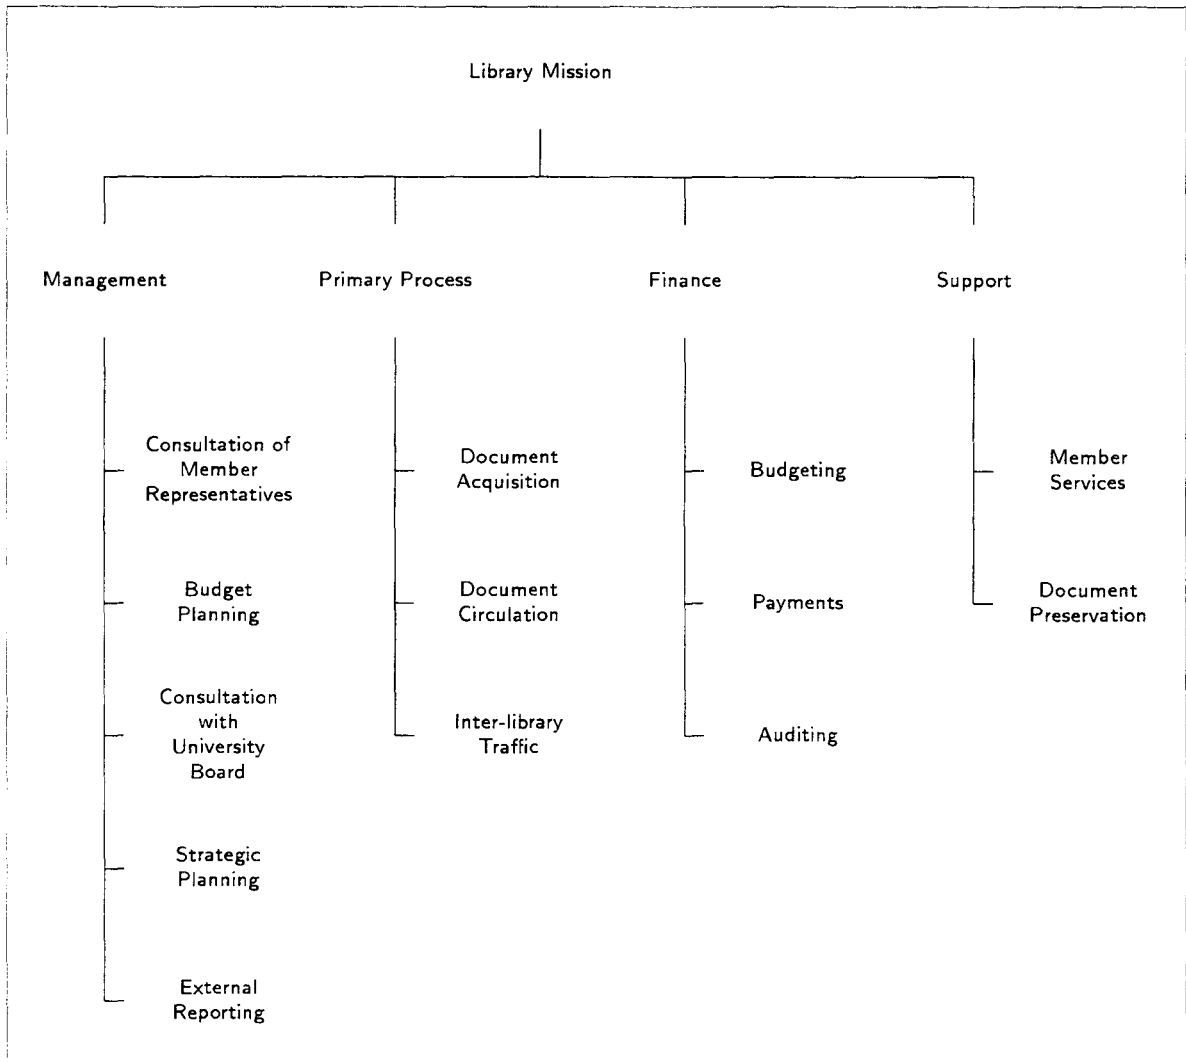 Library Mission
Management
Primary Process
Finance
Support
Consultation of
Member
Representatives
Budget
Planning
Consultation
with
University
Board
Strategic
Planning
External
Reporting
Document
Acquisition
Document
Circulation
Inter-library
Traffic
Budgeting
Payments
Auditing
Member
Services
Document
Preservation